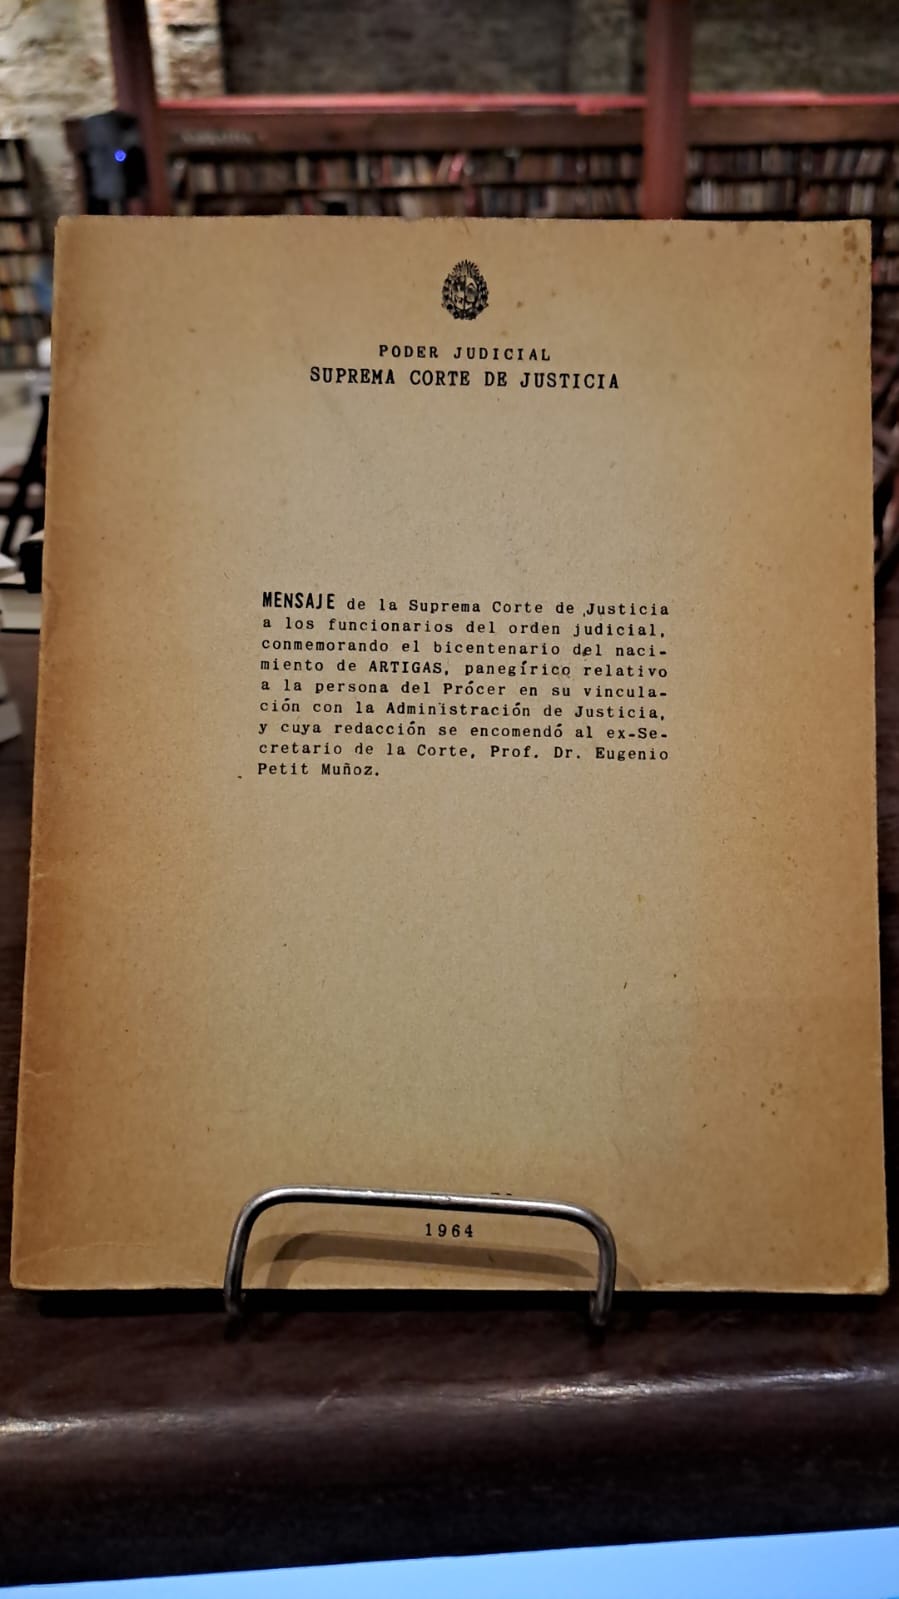 PODER JUDICIAL
SUPREMA CORTE DE JUSTICIA
MENSAJE de la Suprema Corte de Justicia
a los funcionarios del orden judicial,
conmemorando el bicentenario del naci-
miento de ARTIGAS, panegírico relativo
a la persona del Prócer en su vincula-
ción con la Administración de Justicia,
y cuya redacción se encomendó al ex-Se-
cretario de la Corte, Prof. Dr. Eugenio
Petit Muñoz.
1964